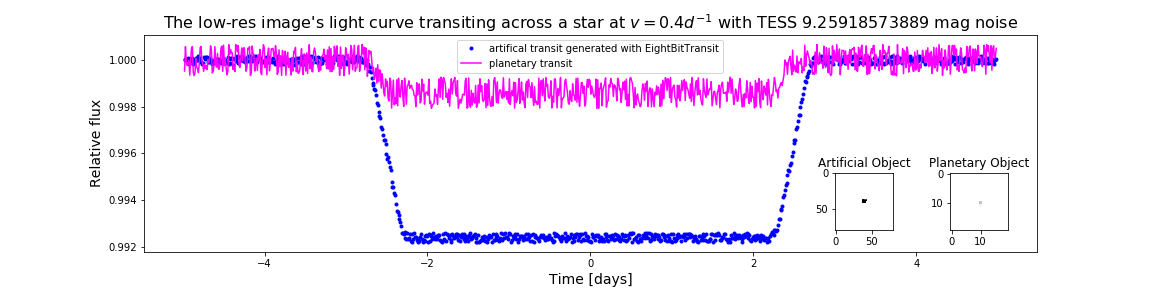 The low-res image's light curve transiting across a star at v = 0.4d⁻¹ with TESS 9.25918573889 mag noise
artifical transit generated with EightBitTransit
planetary transit
Relative flux
1.000
0.998
0.996
0.994
0.992
Artificial Object
0
50
0
50
Planetary Object
0
10
0
10
−4
−2
0
2
4
Time [days]